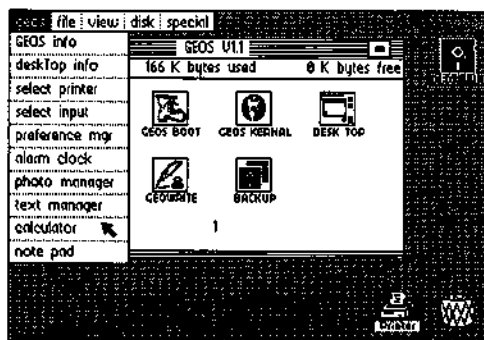 geos file view disk special
GEOS info
deskTop info
select printer
select input
preference mgr
alarm clock
photo manager
text manager
calculator
note pad
GEOS V1.1
166 K bytes used 0 K bytes free
GEOS BOOT GEOS KERNAL DESK TOP
GEOWRITE BACKUP
1